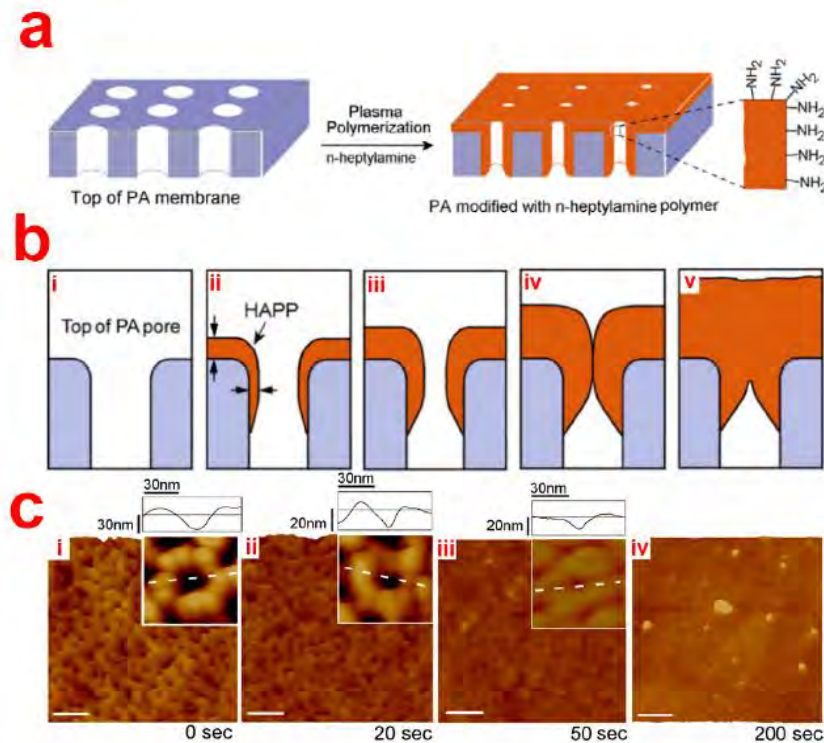 a
Plasma
Polymerization
n-heptylamine
Top of PA membrane
PA modified with n-heptylamine polymer
NH2
NH2
NH2
NH2
NH2
NH2
NH2
b
i
Top of PA pore
ii
HAPP
iii
iv
v
c
30nm
30nm
30nm
20nm
30nm
20nm
i
0 sec
ii
20 sec
iii
50 sec
iv
200 sec